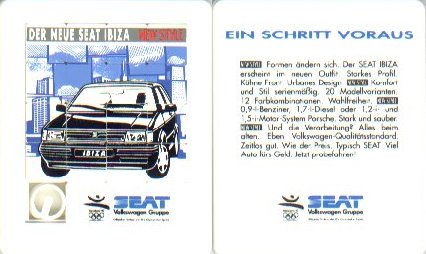 DER NEUE SEAT IBIZA NEW STYLE
IBIZA
SEAT
Volkswagen Gruppe
EIN SCHRITT VORAUS
Formen ändern sich. Der SEAT IBIZA
erscheint im neuen Outfit. Starkes Profil.
Kühne Front. Urbanes Design. Komfort
und Stil serienmäßig. 20 Modellvarianten.
12 Farbkombinationen. Wahlfreiheit.
0,9-l-Benziner, 1,7-l-Diesel oder 1,2-l- und
1,5-l-Motor-System Porsche. Stark und sauber.
Und die Verarbeitung? Alles beim
alten. Eben Volkswagen-Qualitätsstandard.
Zeitlos gut. Wie der Preis. Typisch SEAT. Viel
Auto fürs Geld. Jetzt probefahren!
SEAT
Volkswagen Gruppe